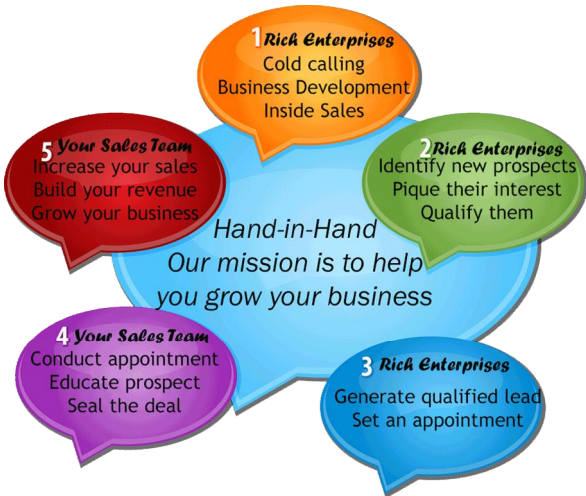 1 Rich Enterprises
Cold calling
Business Development
Inside Sales
2 Rich Enterprises
Identify new prospects
Pique their interest
Qualify them
3 Rich Enterprises
Generate qualified lead
Set an appointment
4 Your Sales Team
Conduct appointment
Educate prospect
Seal the deal
5 Your Sales Team
Increase your sales
Build your revenue
Grow your business
Hand-in-Hand
Our mission is to help
you grow your business